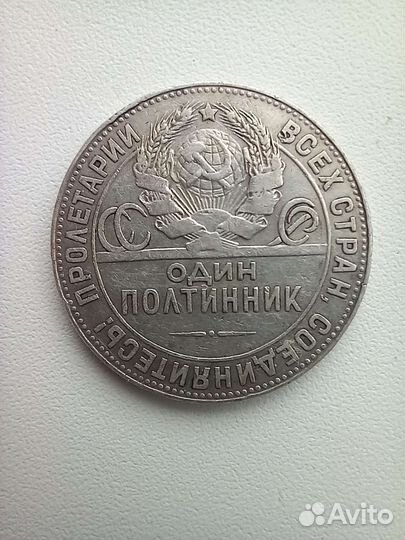 ПРОЛЕТАРИИ ВСЕХ СТРАН, СОЕДИНЯЙТЕСЬ!
СС СР
ОДИН
ПОЛТИННИК
Avito